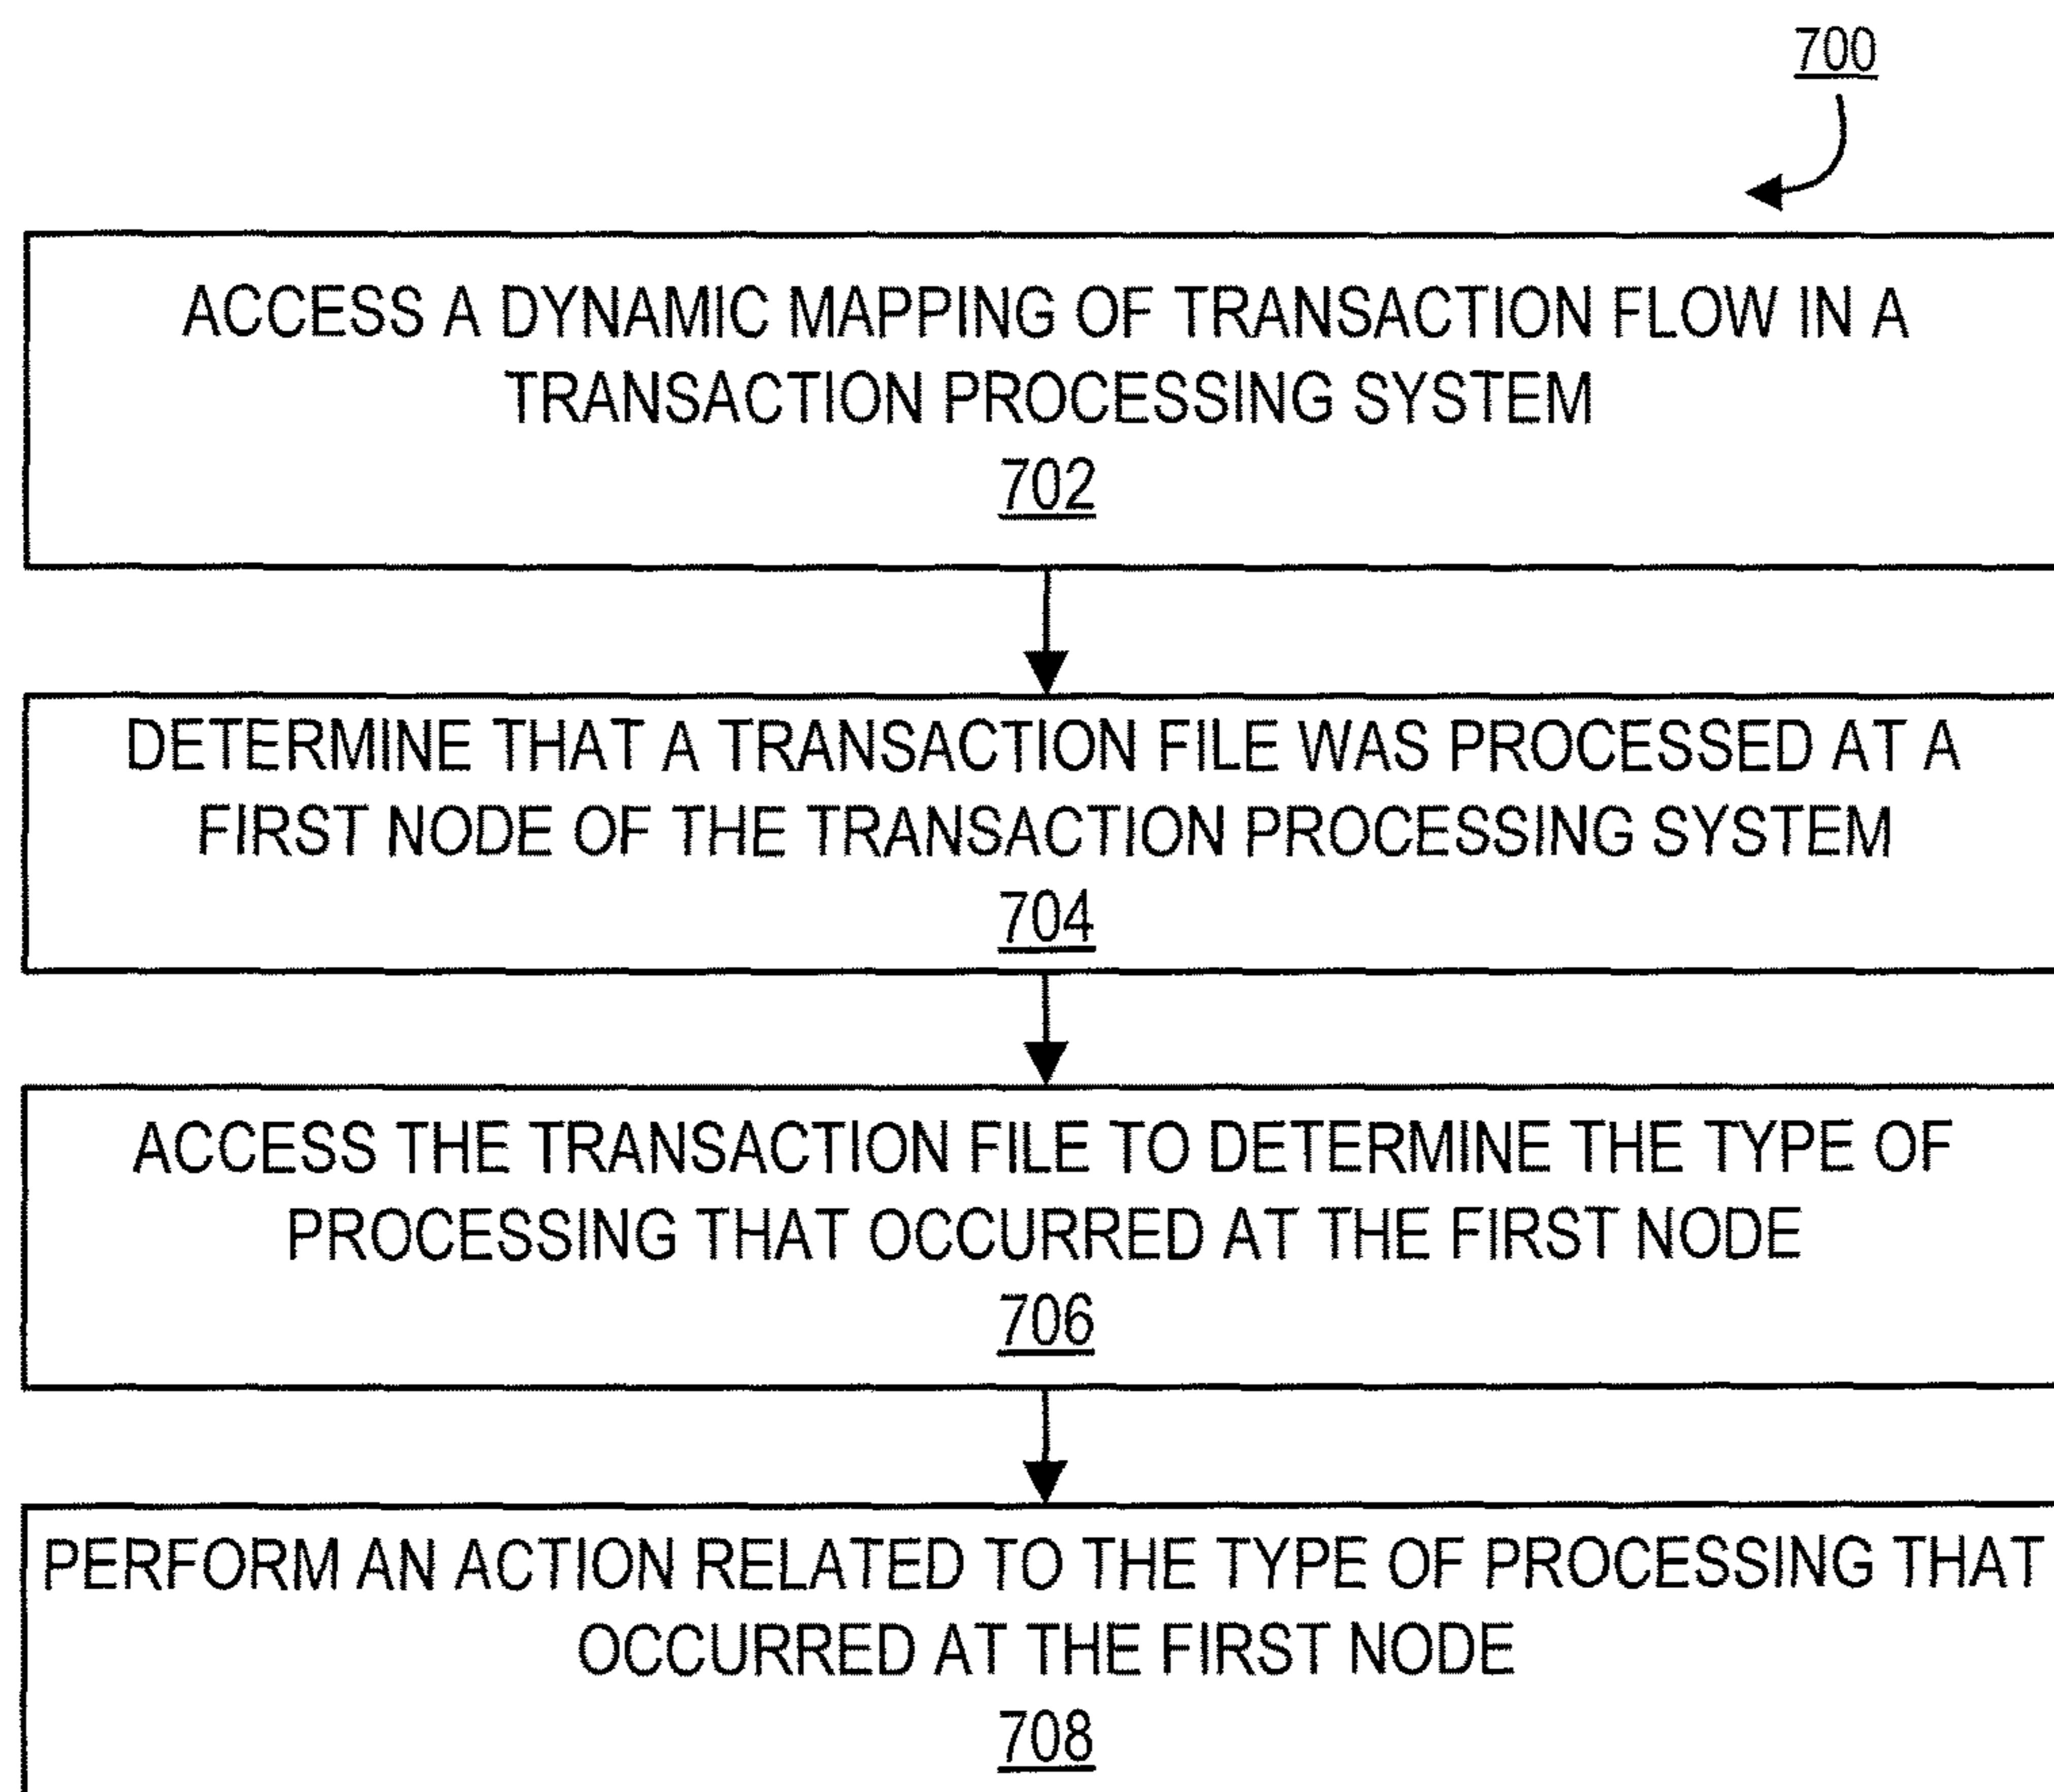 700
ACCESS A DYNAMIC MAPPING OF TRANSACTION FLOW IN A
TRANSACTION PROCESSING SYSTEM
702
DETERMINE THAT A TRANSACTION FILE WAS PROCESSED AT A
FIRST NODE OF THE TRANSACTION PROCESSING SYSTEM
704
ACCESS THE TRANSACTION FILE TO DETERMINE THE TYPE OF
PROCESSING THAT OCCURRED AT THE FIRST NODE
706
PERFORM AN ACTION RELATED TO THE TYPE OF PROCESSING THAT
OCCURRED AT THE FIRST NODE
708